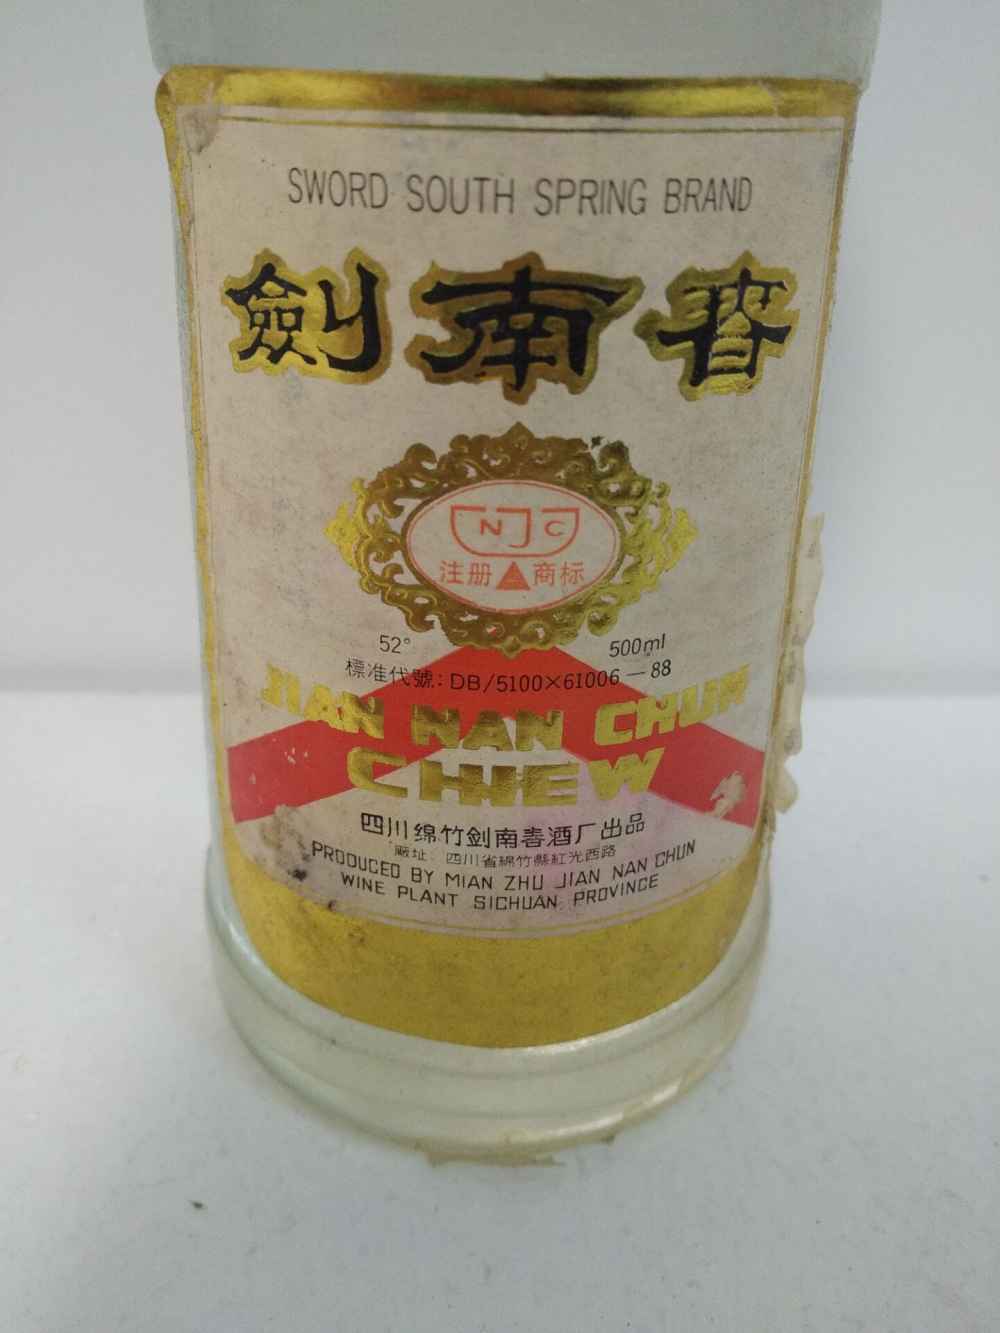 SWORD SOUTH SPRING BRAND
劍南春
NJC
注册 商标
52° 500ml
標准代號: DB/5100×61006—88
JIAN NAN CHUN
CHIEW
四川绵竹剑南春酒厂出品
厰址: 四川省綿竹縣紅光西路
PRODUCED BY MIAN ZHU JIAN NAN CHUN
WINE PLANT SICHUAN PROVINCE